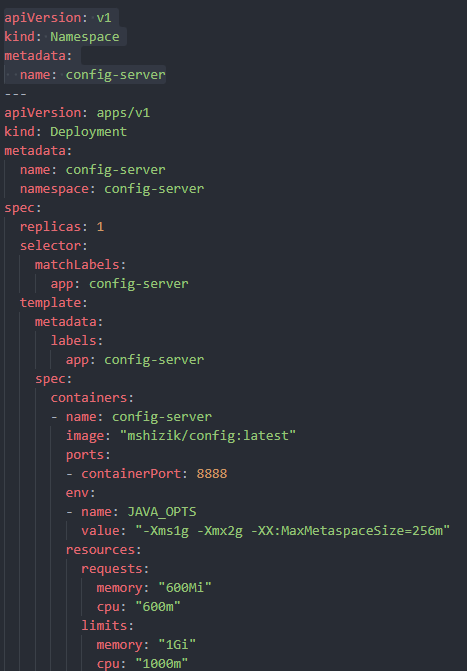 apiVersion: v1
kind: Namespace
metadata:
  name: config-server
---
apiVersion: apps/v1
kind: Deployment
metadata:
  name: config-server
  namespace: config-server
spec:
  replicas: 1
  selector:
    matchLabels:
      app: config-server
  template:
    metadata:
      labels:
        app: config-server
    spec:
      containers:
      - name: config-server
        image: "mshizik/config:latest"
        ports:
        - containerPort: 8888
        env:
        - name: JAVA_OPTS
          value: "-Xms1g -Xmx2g -XX:MaxMetaspaceSize=256m"
        resources:
          requests:
            memory: "600Mi"
            cpu: "600m"
          limits:
            memory: "1Gi"
            cpu: "1000m"